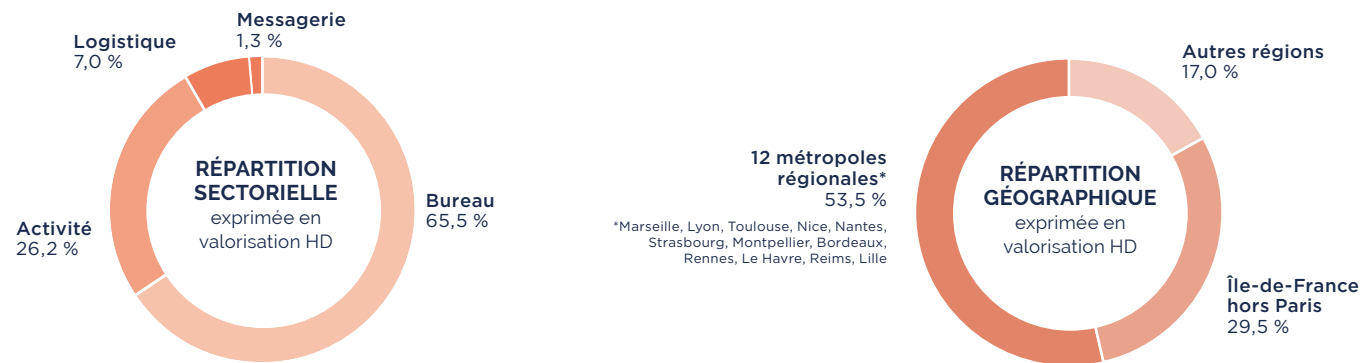 Messagerie
1,3 %
Logistique
7,0 %
RÉPARTITION
SECTORIELLE
exprimée en
valorisation HD
Bureau
65,5 %
Activité
26,2 %
Autres régions
17,0 %
12 métropoles
régionales*
53,5 %
*Marseille, Lyon, Toulouse, Nice, Nantes,
Strasbourg, Montpellier, Bordeaux,
Rennes, Le Havre, Reims, Lille
RÉPARTITION
GÉOGRAPHIQUE
exprimée en
valorisation HD
Île-de-France
hors Paris
29,5 %